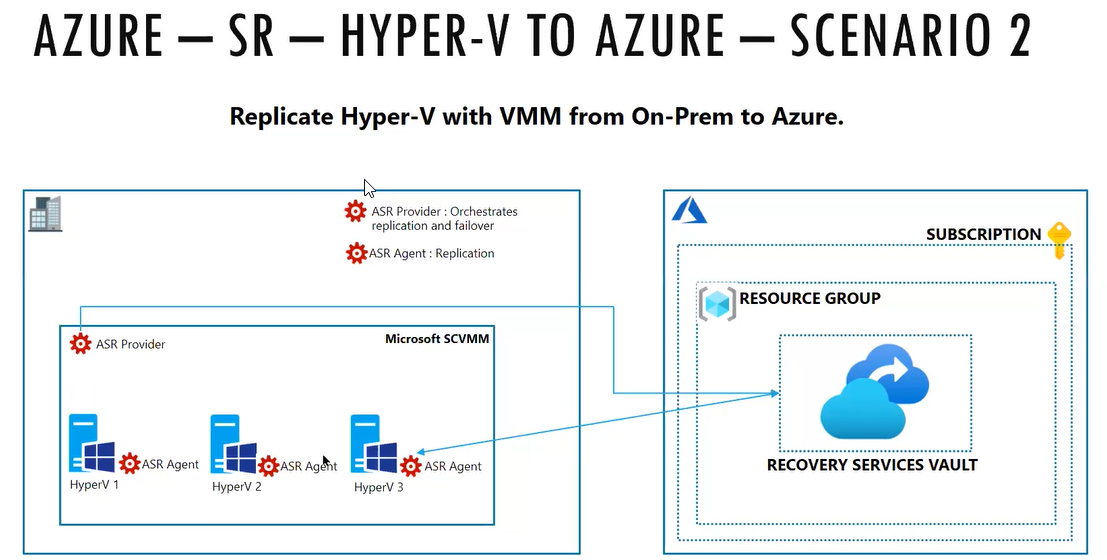 AZURE – SR – HYPER-V TO AZURE – SCENARIO 2
Replicate Hyper-V with VMM from On-Prem to Azure.
ASR Provider : Orchestrates
replication and failover
ASR Agent : Replication
Microsoft SCVMM
ASR Provider
ASR Agent
HyperV 1
ASR Agent
HyperV 2
ASR Agent
HyperV 3
SUBSCRIPTION
RESOURCE GROUP
RECOVERY SERVICES VAULT